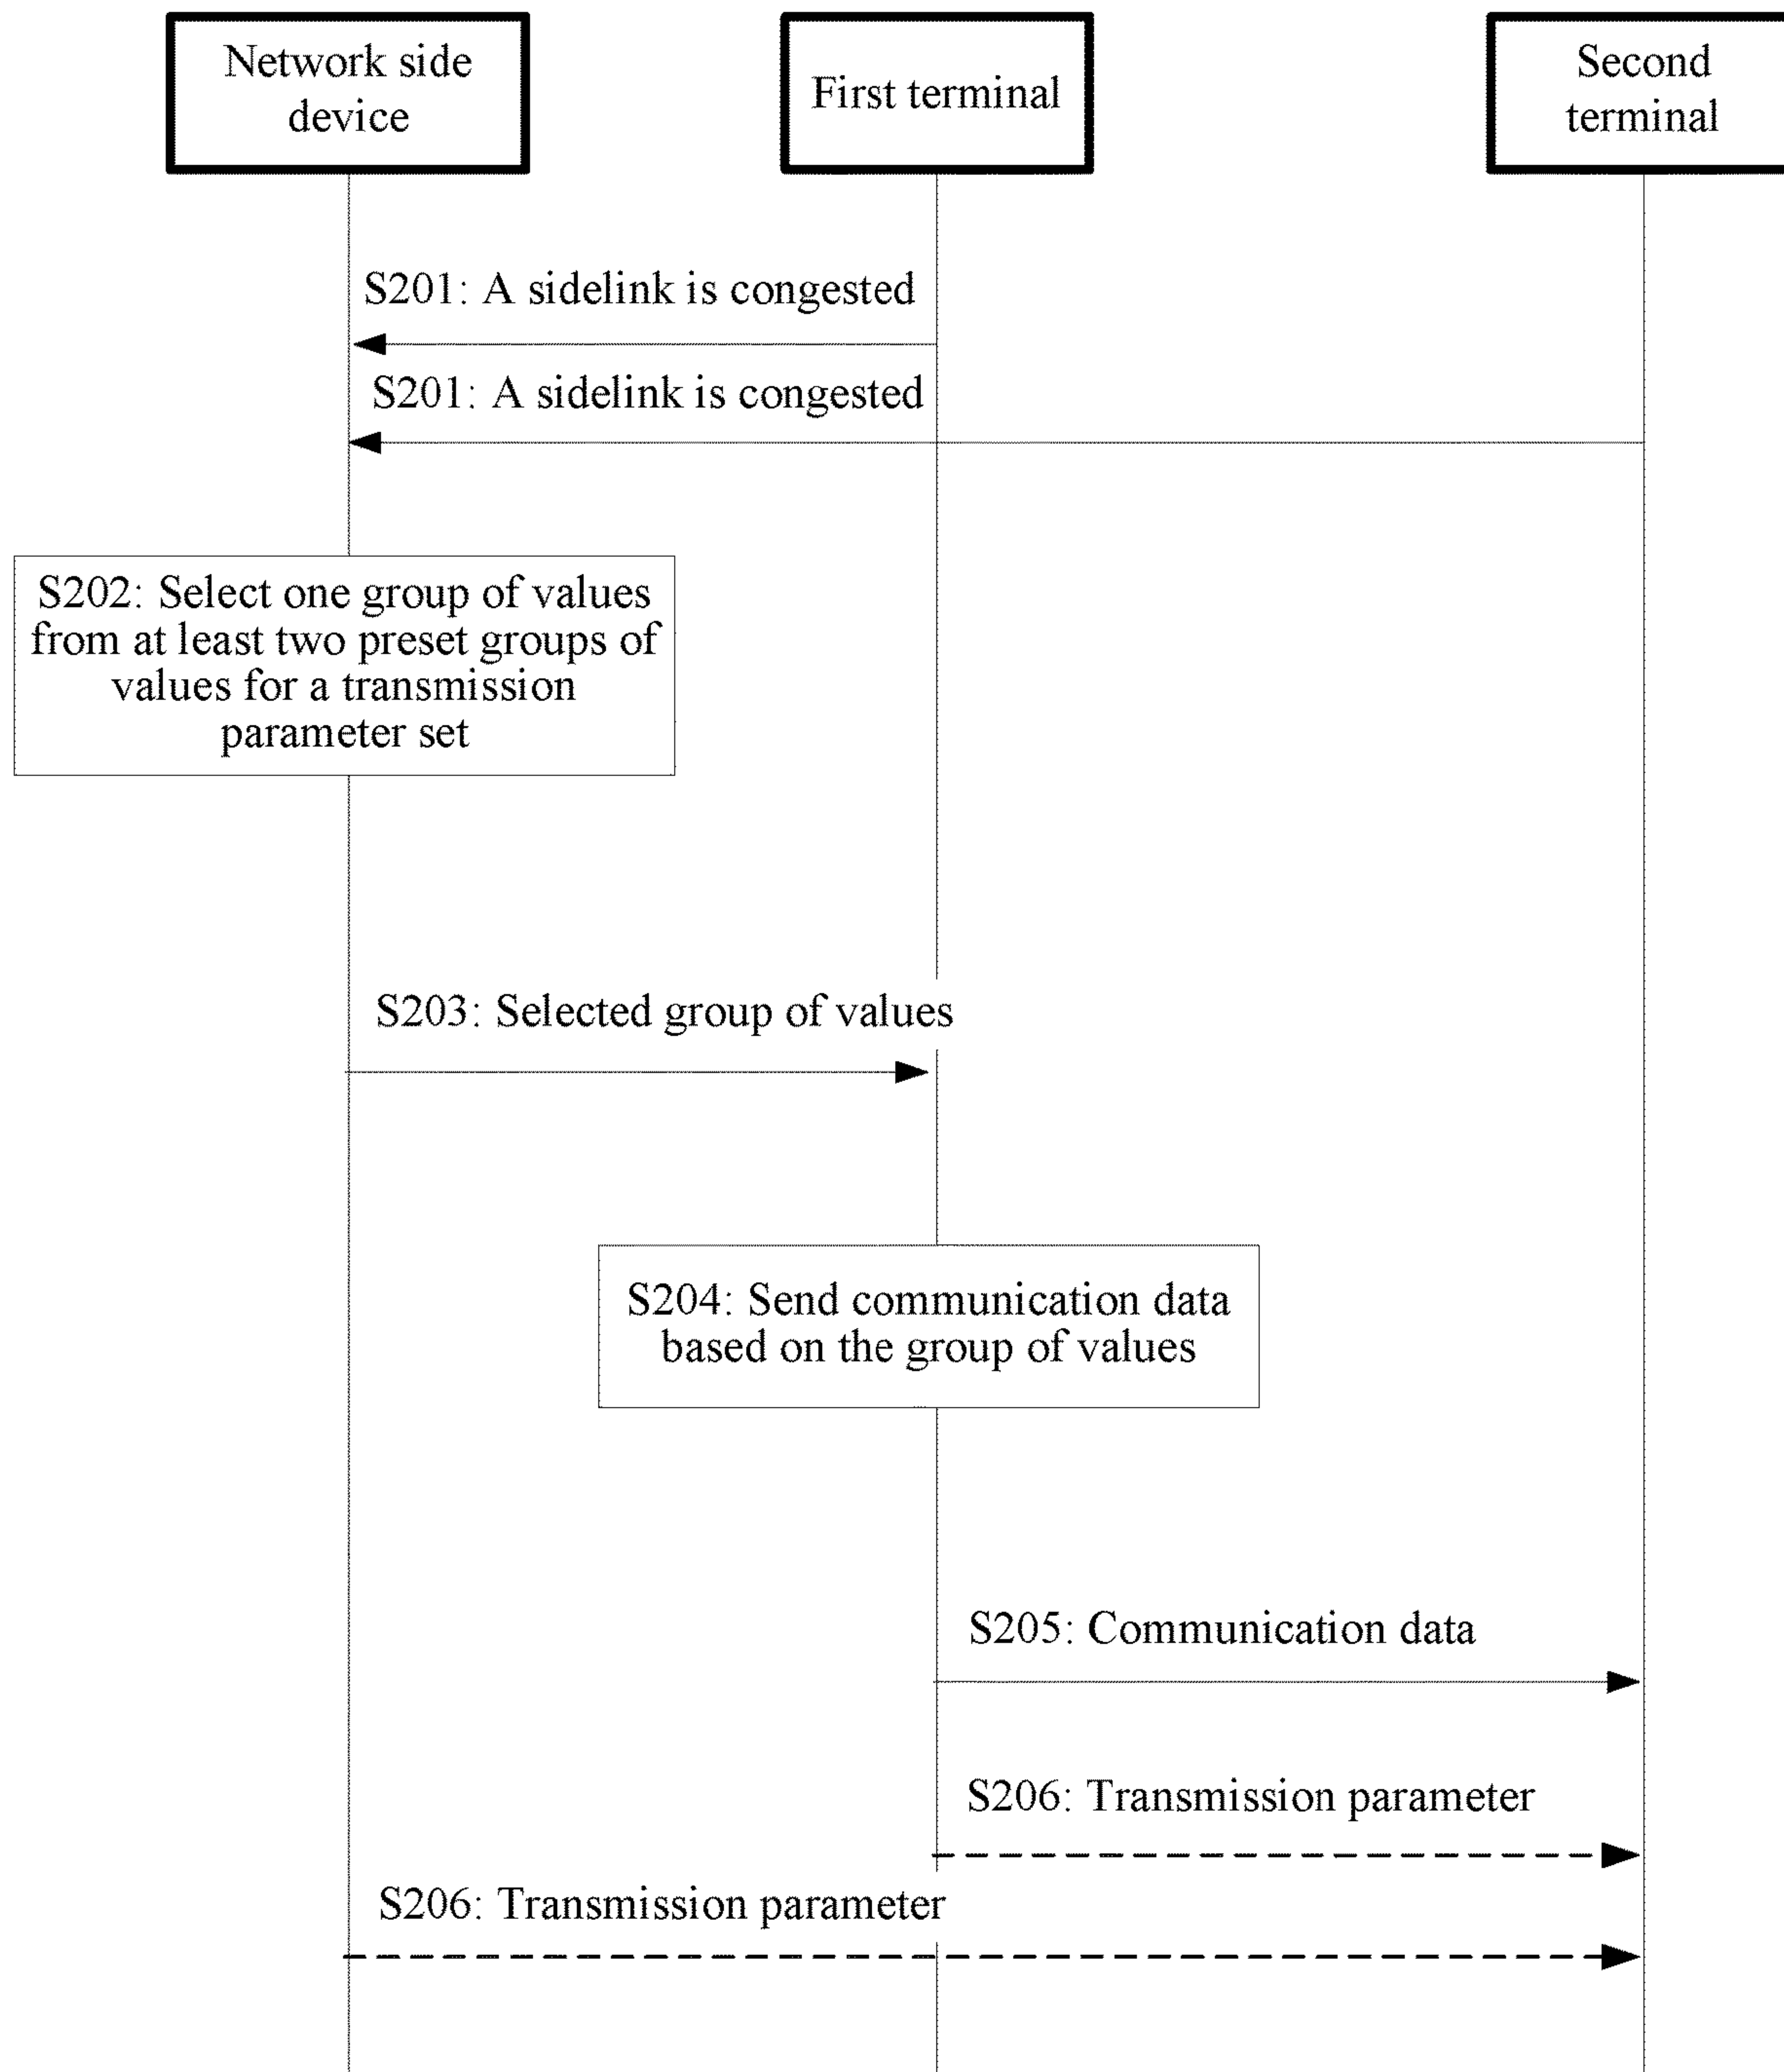 Network side
device
First terminal
Second
terminal
S201: A sidelink is congested
S201: A sidelink is congested
S202: Select one group of values
from at least two preset groups of
values for a transmission
parameter set
S203: Selected group of values
S204: Send communication data
based on the group of values
S205: Communication data
S206: Transmission parameter
S206: Transmission parameter